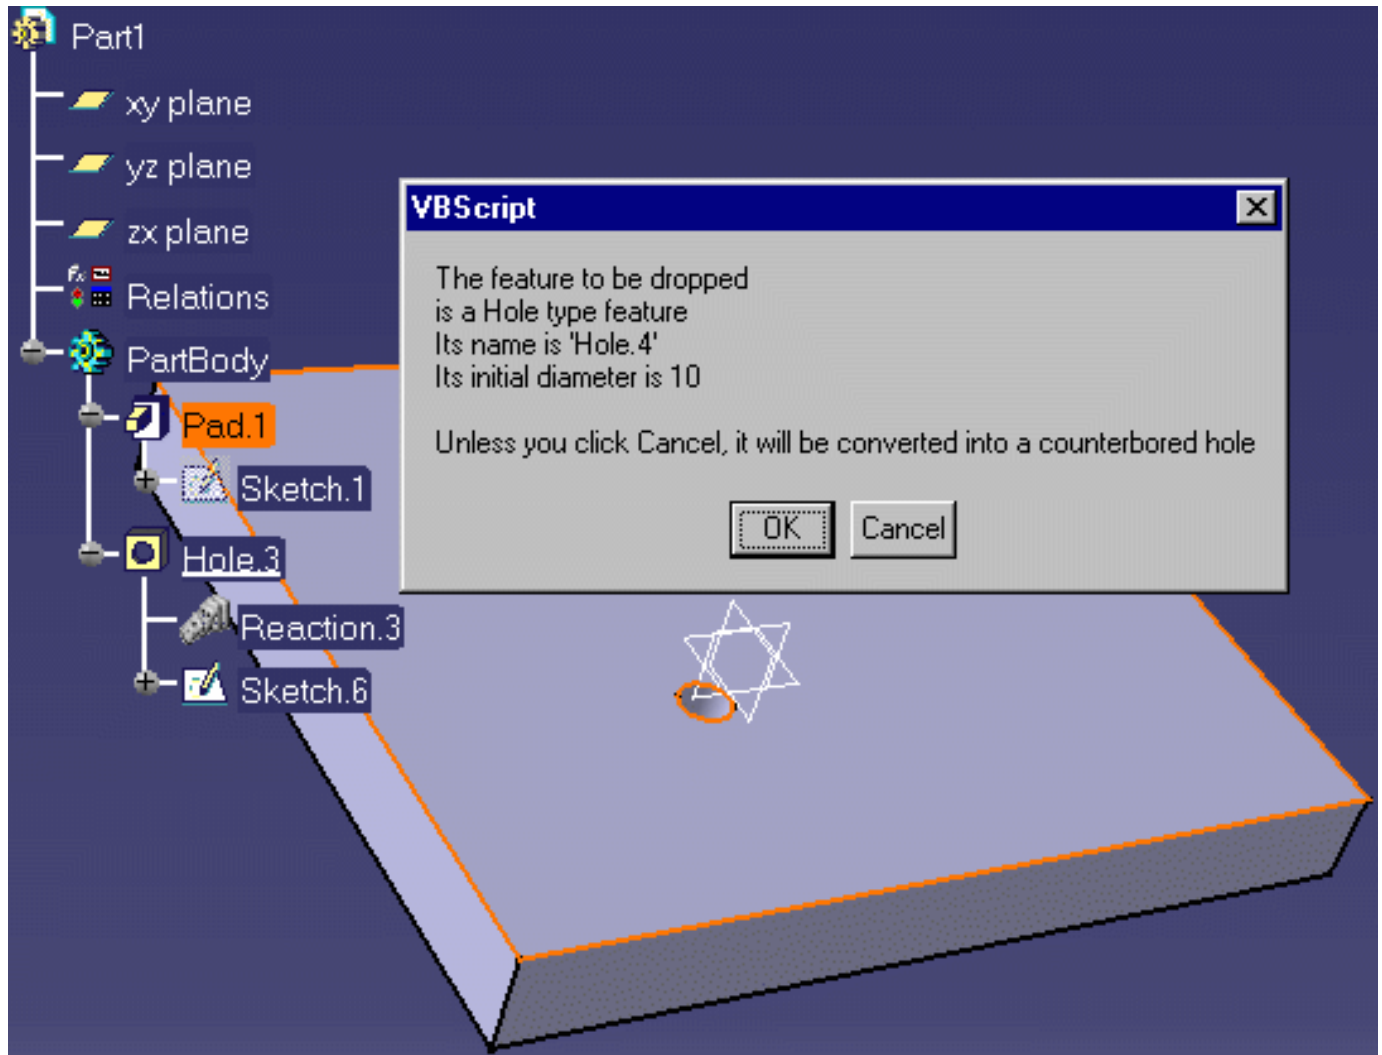 Part1
xy plane
yz plane
zx plane
Relations
PartBody
Pad.1
Sketch.1
Hole.3
Reaction.3
Sketch.6
VBScript
The feature to be dropped
is a Hole type feature
Its name is 'Hole.4'
Its initial diameter is 10
Unless you click Cancel, it will be converted into a counterbored hole
OK
Cancel